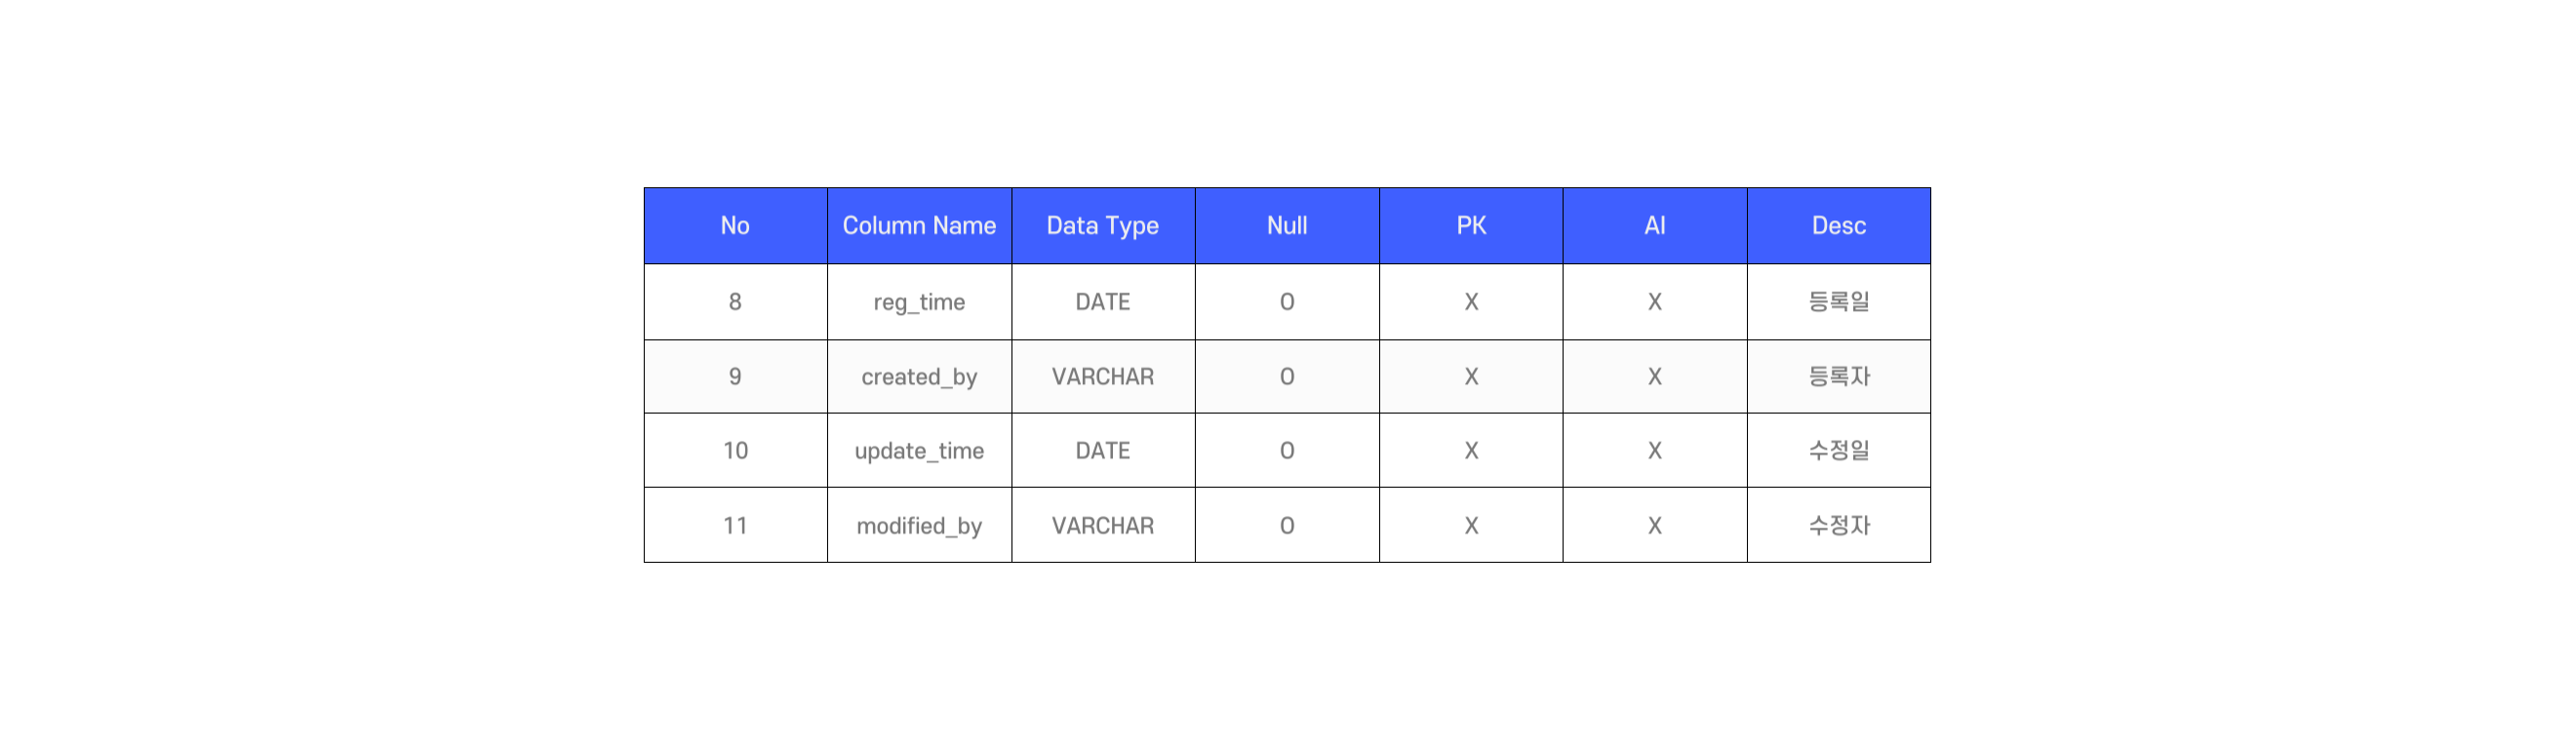 No Column Name Data Type Null PK AI Desc
8 reg_time DATE O X X 등록일
9 created_by VARCHAR O X X 등록자
10 update_time DATE O X X 수정일
11 modified_by VARCHAR O X X 수정자